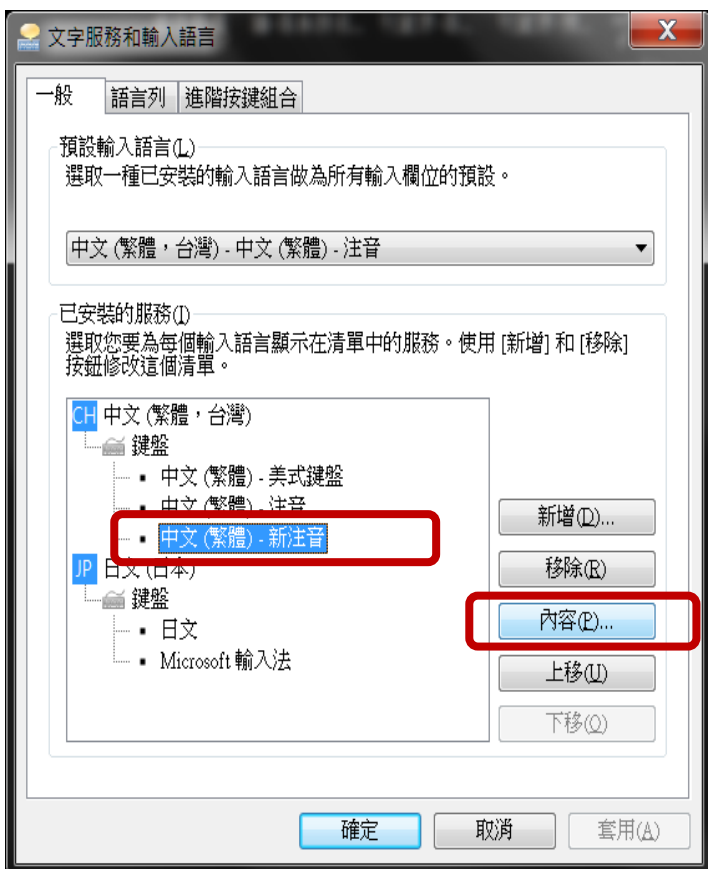 文字服務和輸入語言
一般
語言列
進階按鍵組合
預設輸入語言(L)
選取一種已安裝的輸入語言做為所有輸入欄位的預設。
中文 (繁體，台灣) - 中文 (繁體) - 注音
已安裝的服務(I)
選取您要為每個輸入語言顯示在清單中的服務。使用 [新增] 和 [移除]
按鈕修改這個清單。
CH 中文 (繁體，台灣)
鍵盤
中文 (繁體) - 美式鍵盤
中文 (繁體) - 注音
中文 (繁體) - 新注音
JP 日文 (日本)
鍵盤
日文
Microsoft 輸入法
新增(D)...
移除(R)
內容(P)...
上移(U)
下移(O)
確定
取消
套用(A)